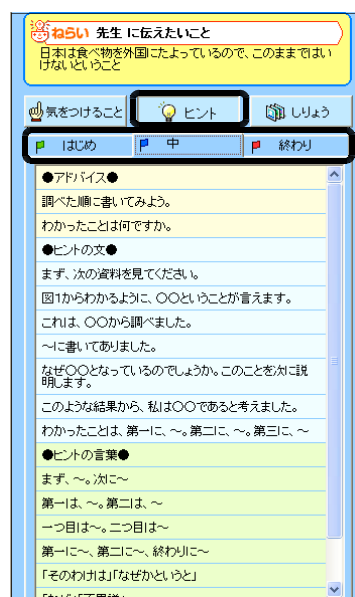 ねらい 先生 に伝えたいこと
日本は食べ物を外国にたよっているので、このままではい
けないということ
気をつけること
ヒント
しりょう
はじめ
中
終わり
●アドバイス●
調べた順に書いてみよう。
わかったことは何ですか。
●ヒントの文●
まず、次の資料を見てください。
図1からわかるように、〇〇ということが言えます。
これは、〇〇から調べました。
~に書いてありました。
なぜ〇〇となっているのでしょうか。このことを次に説
明します。
このような結果から、私は〇〇であると考えました。
わかったことは、第一に、~。第二に、~。第三に、~
●ヒントの言葉●
まず、~。次に~
第一は、~。第二は、~
一つ目は~。二つ目は~
第一に~、第二に~、終わりに~
「そのわけは」「なぜかというと」